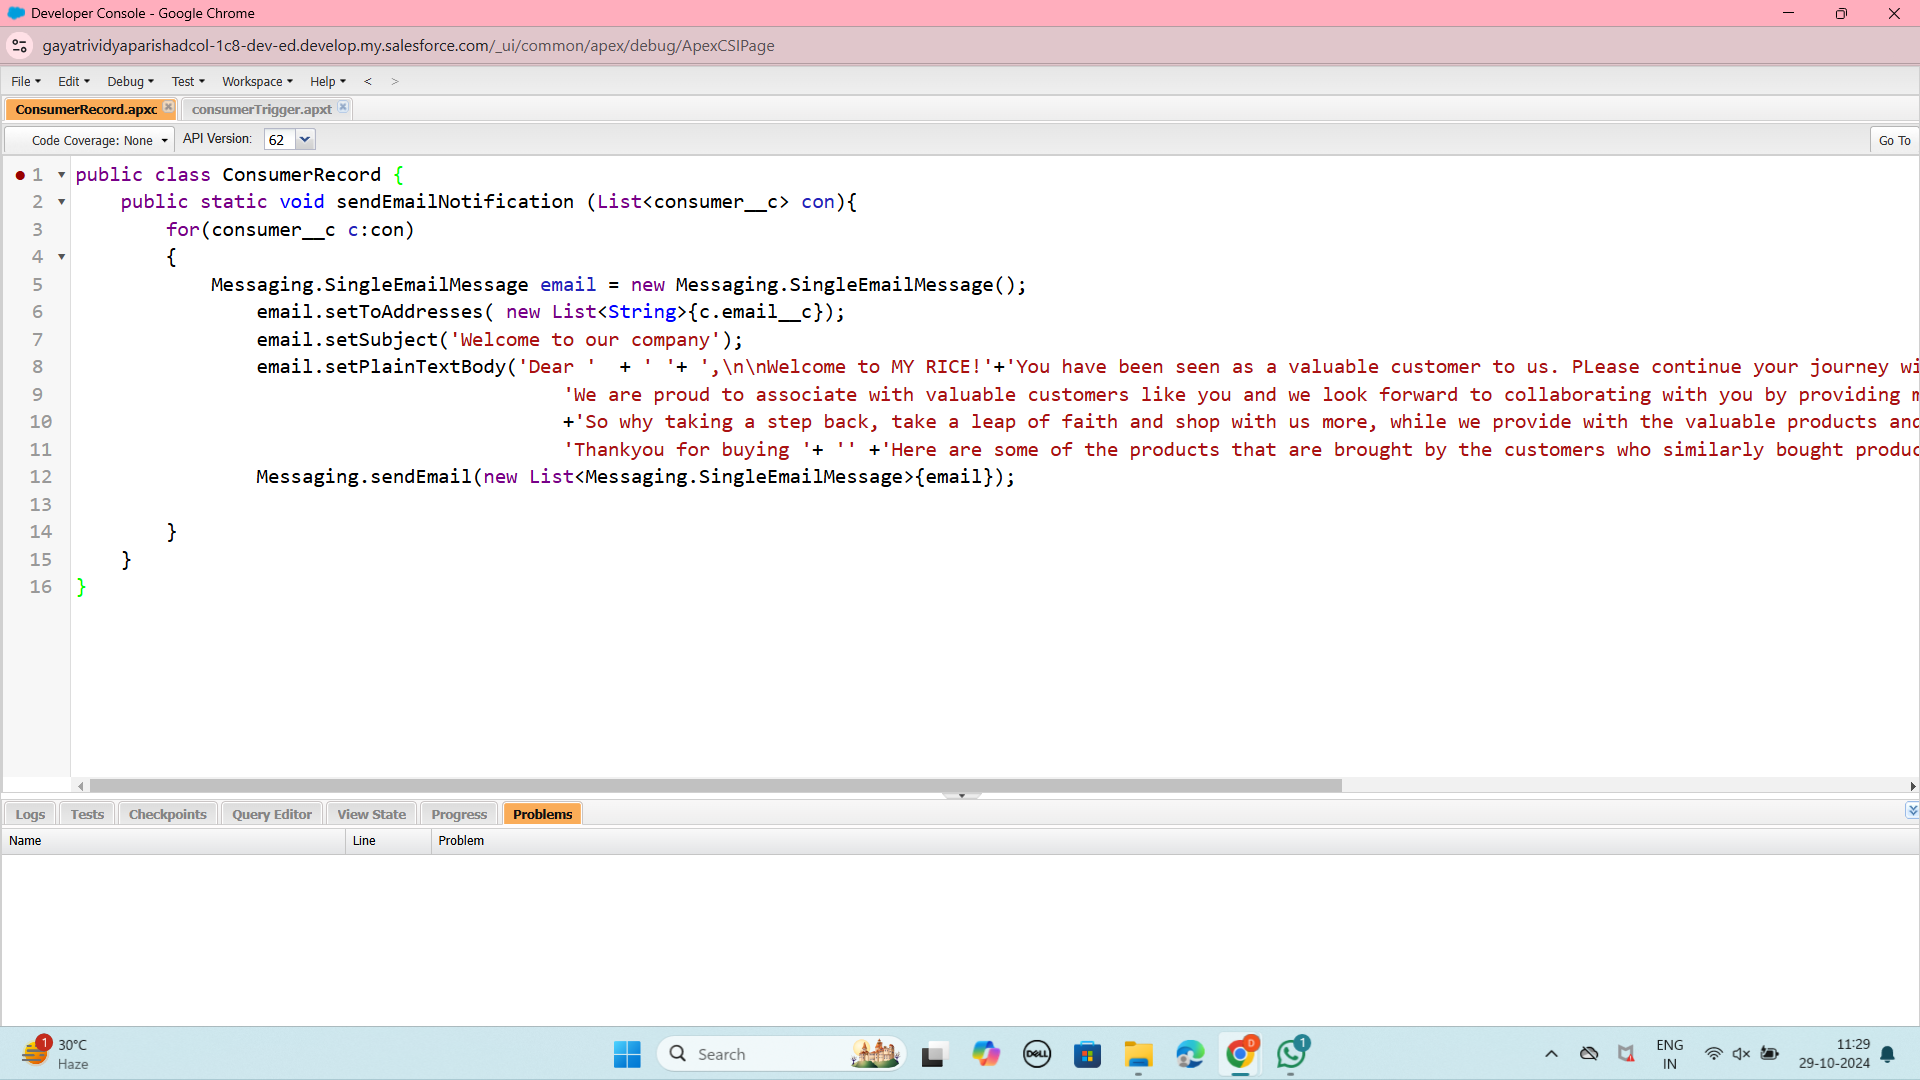 Developer Console - Google Chrome
gayatrividyaparishadcol-1c8-dev-ed.develop.my.salesforce.com/_ui/common/apex/debug/ApexCSIPage
File Edit Debug Test Workspace Help < >
ConsumerRecord.apxc consumerTrigger.apxt
Code Coverage: None API Version: 62 Go To
1 public class ConsumerRecord {
2 public static void sendEmailNotification (List<consumer__c> con){
3 for(consumer__c c:con)
4 {
5 Messaging.SingleEmailMessage email = new Messaging.SingleEmailMessage();
6 email.setToAddresses( new List<String>{c.email__c});
7 email.setSubject('Welcome to our company');
8 email.setPlainTextBody('Dear '  + ' '+ ',\n\nWelcome to MY RICE!'+'You have been seen as a valuable customer to us. PLease continue your journey wi
9 'We are proud to associate with valuable customers like you and we look forward to collaborating with you by providing m
10 +'So why taking a step back, take a leap of faith and shop with us more, while we provide with the valuable products and
11 'Thankyou for buying '+ '' +'Here are some of the products that are brought by the customers who similarly bought produc
12 Messaging.sendEmail(new List<Messaging.SingleEmailMessage>{email});
13
14 }
15 }
16 }
Logs Tests Checkpoints Query Editor View State Progress Problems
Name Line Problem
1 30°C
Haze
Search
DELL
D
1
ENG
IN
11:29
29-10-2024